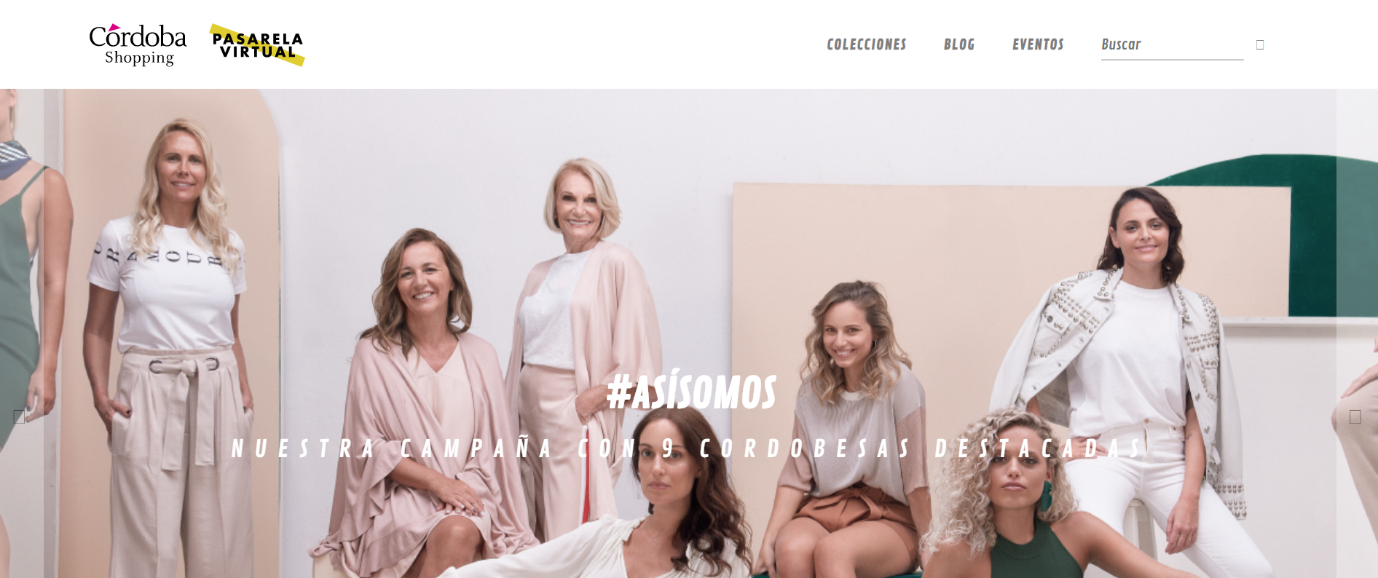 Córdoba
Shopping
PASARELA
VIRTUAL
COLECCIONES
BLOG
EVENTOS
Buscar
#ASÍSOMOS
NUESTRA CAMPAÑA CON 9 CORDOBESAS DESTACADAS